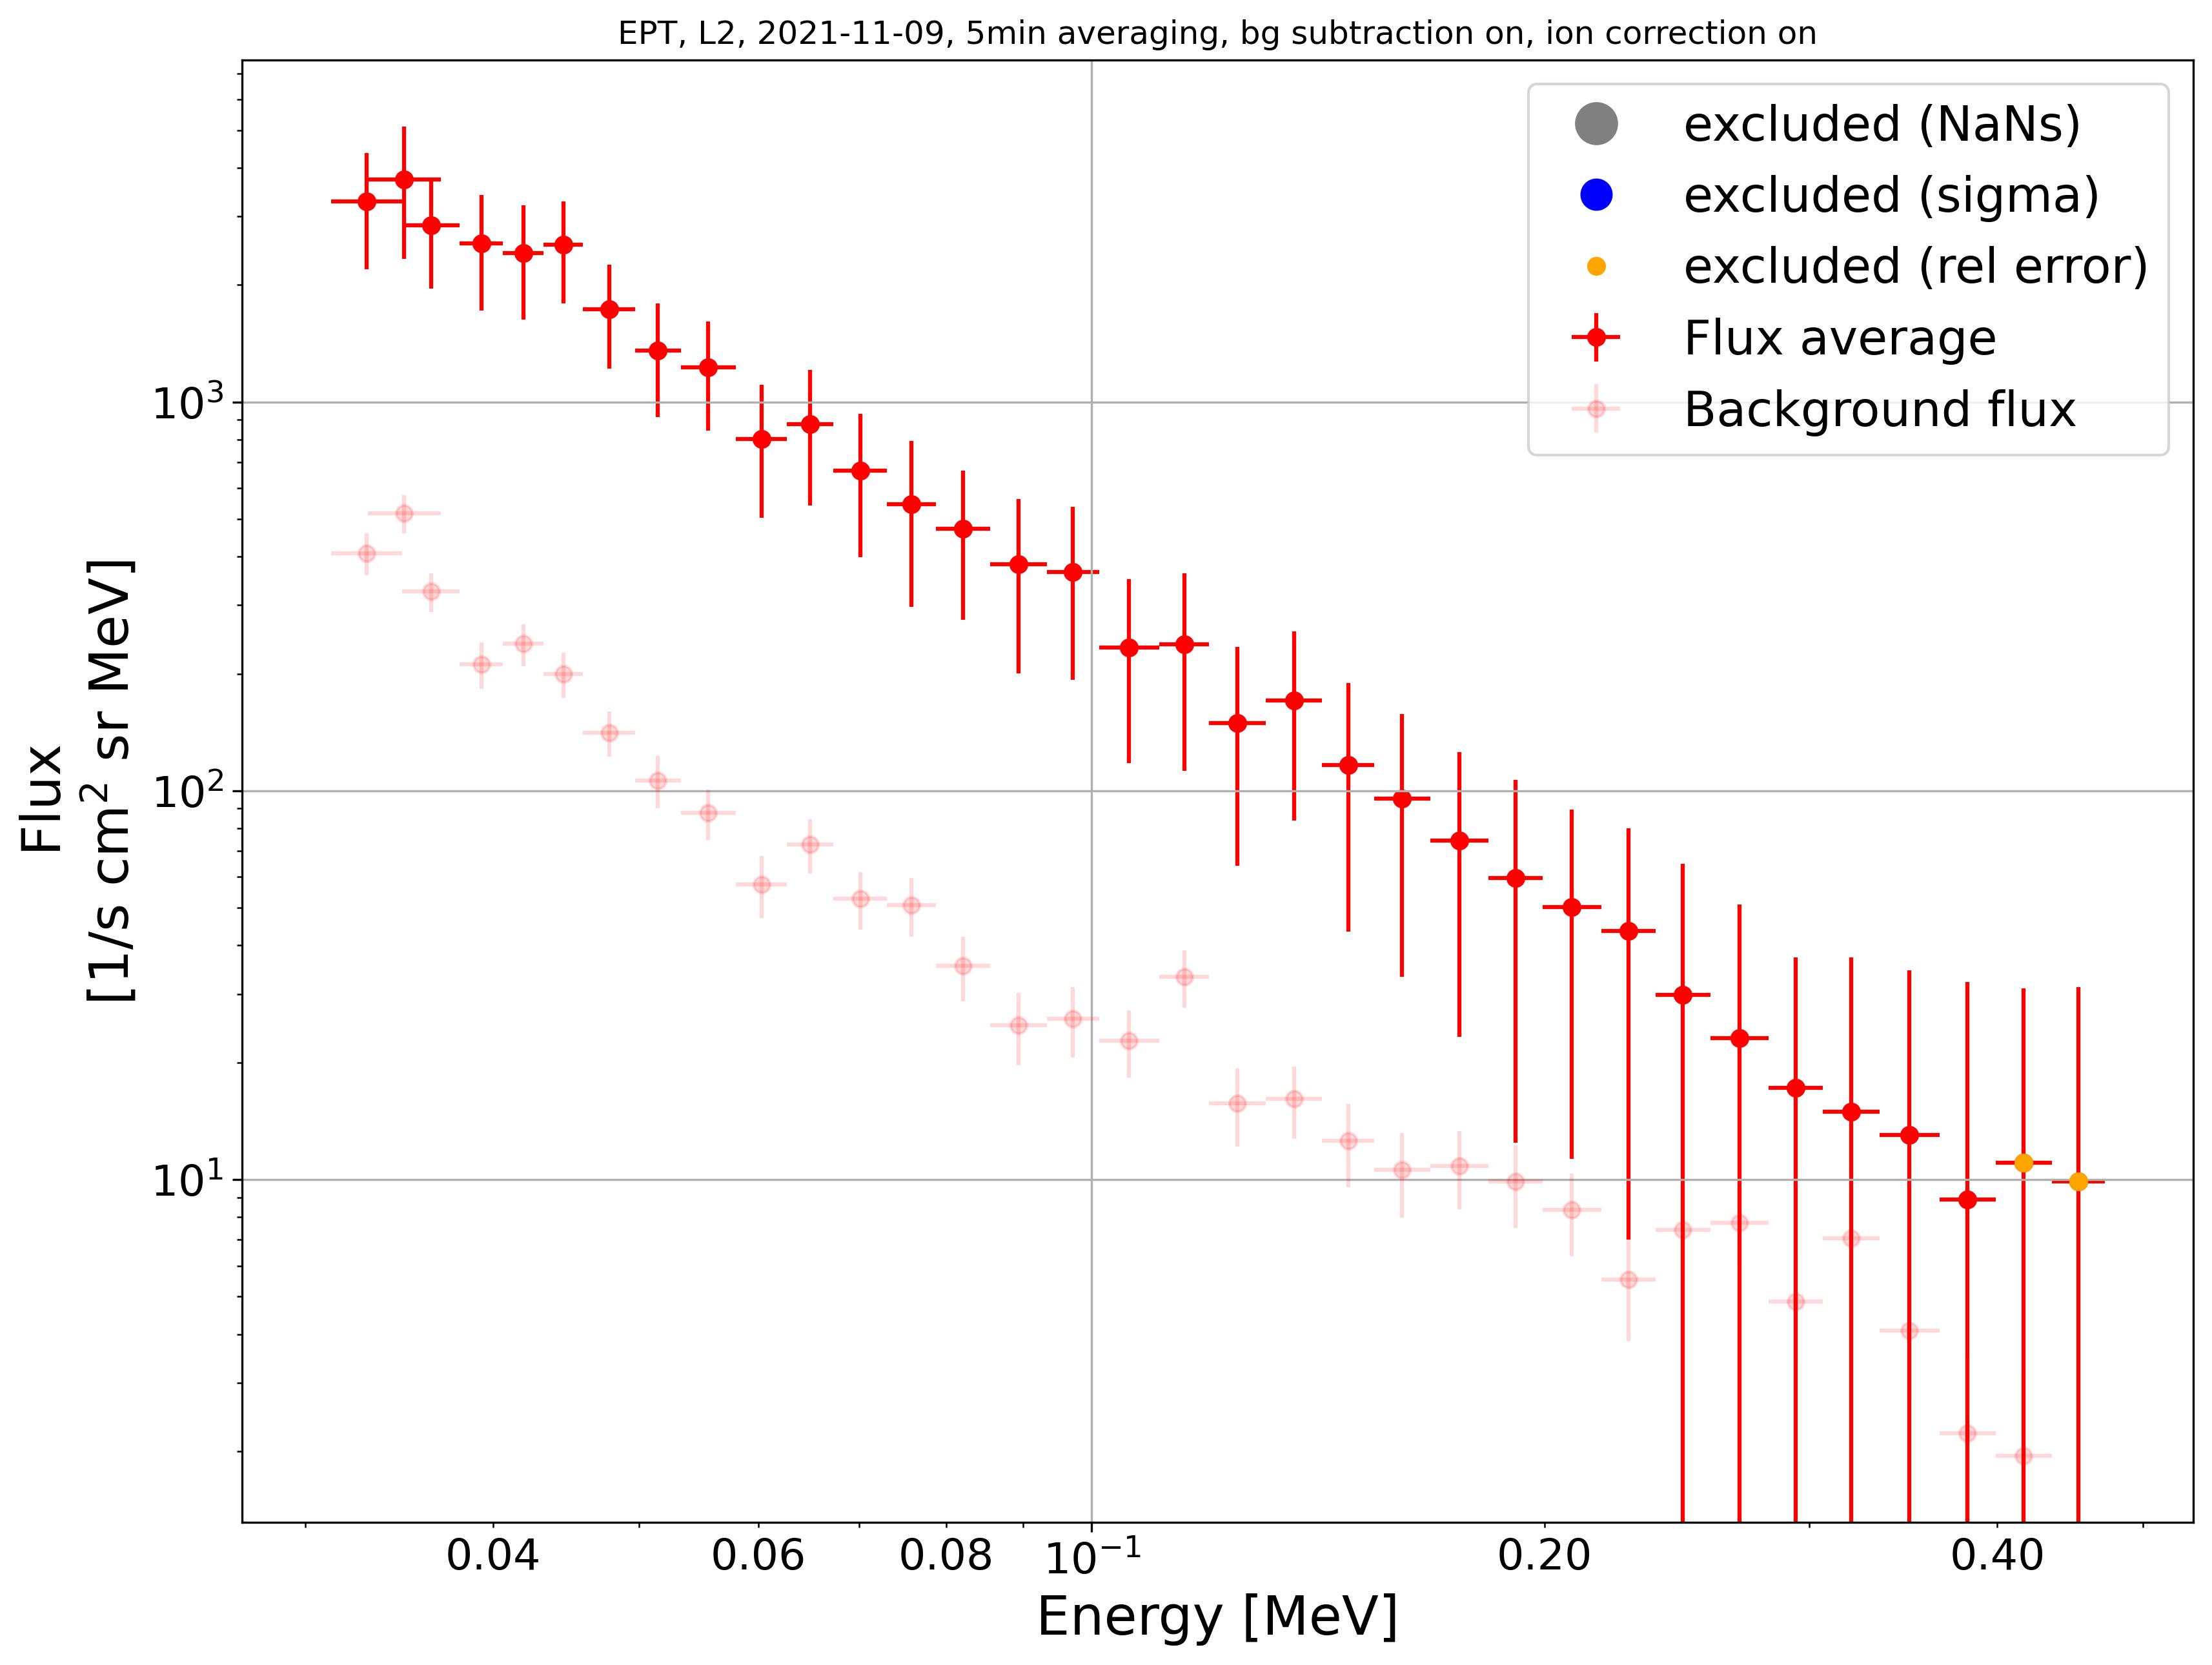 EPT, L2, 2021-11-09, 5min averaging, bg subtraction on, ion correction on
excluded (NaNs)
excluded (sigma)
excluded (rel error)
Flux average
Background flux
Flux
[1/s cm² sr MeV]
10³
10²
10¹
0.04
0.06
0.08
10⁻¹
0.20
0.40
Energy [MeV]